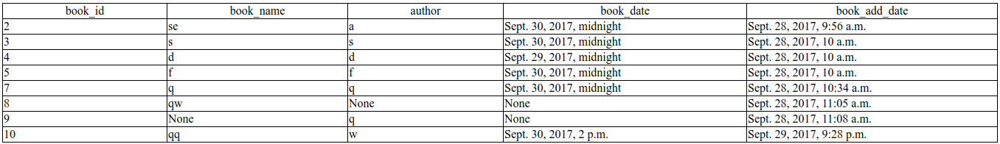 book_id book_name author book_date book_add_date
2 se a Sept. 30, 2017, midnight Sept. 28, 2017, 9:56 a.m.
3 s s Sept. 30, 2017, midnight Sept. 28, 2017, 10 a.m.
4 d d Sept. 29, 2017, midnight Sept. 28, 2017, 10 a.m.
5 f f Sept. 30, 2017, midnight Sept. 28, 2017, 10 a.m.
7 q q Sept. 30, 2017, midnight Sept. 28, 2017, 10:34 a.m.
8 qw None None Sept. 28, 2017, 11:05 a.m.
9 None q None Sept. 28, 2017, 11:08 a.m.
10 qq w Sept. 30, 2017, 2 p.m. Sept. 29, 2017, 9:28 p.m.